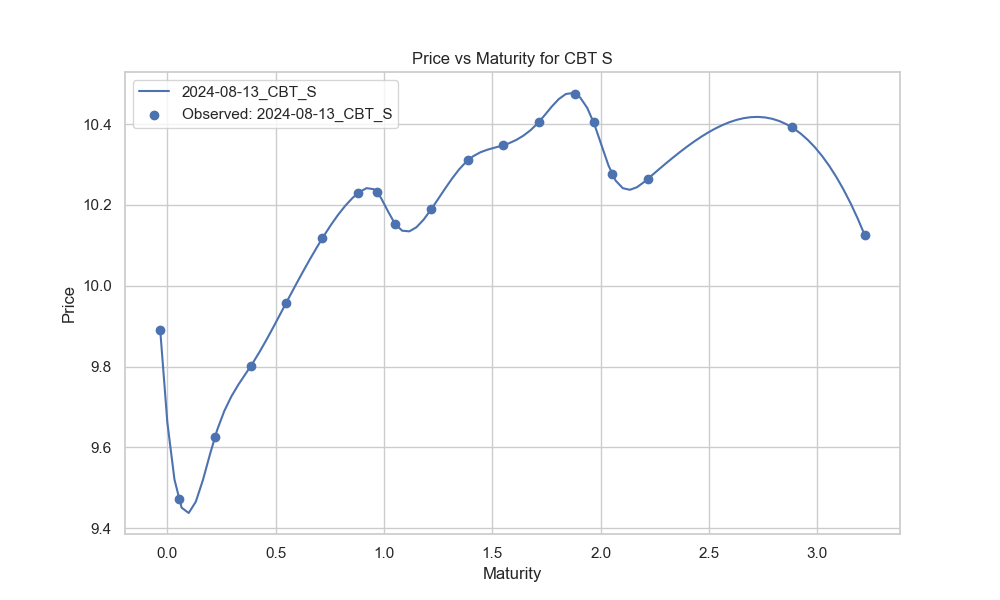 Price vs Maturity for CBT S
2024-08-13_CBT_S
Observed: 2024-08-13_CBT_S
Price
10.4
10.2
10.0
9.8
9.6
9.4
0.0 0.5 1.0 1.5 2.0 2.5 3.0
Maturity